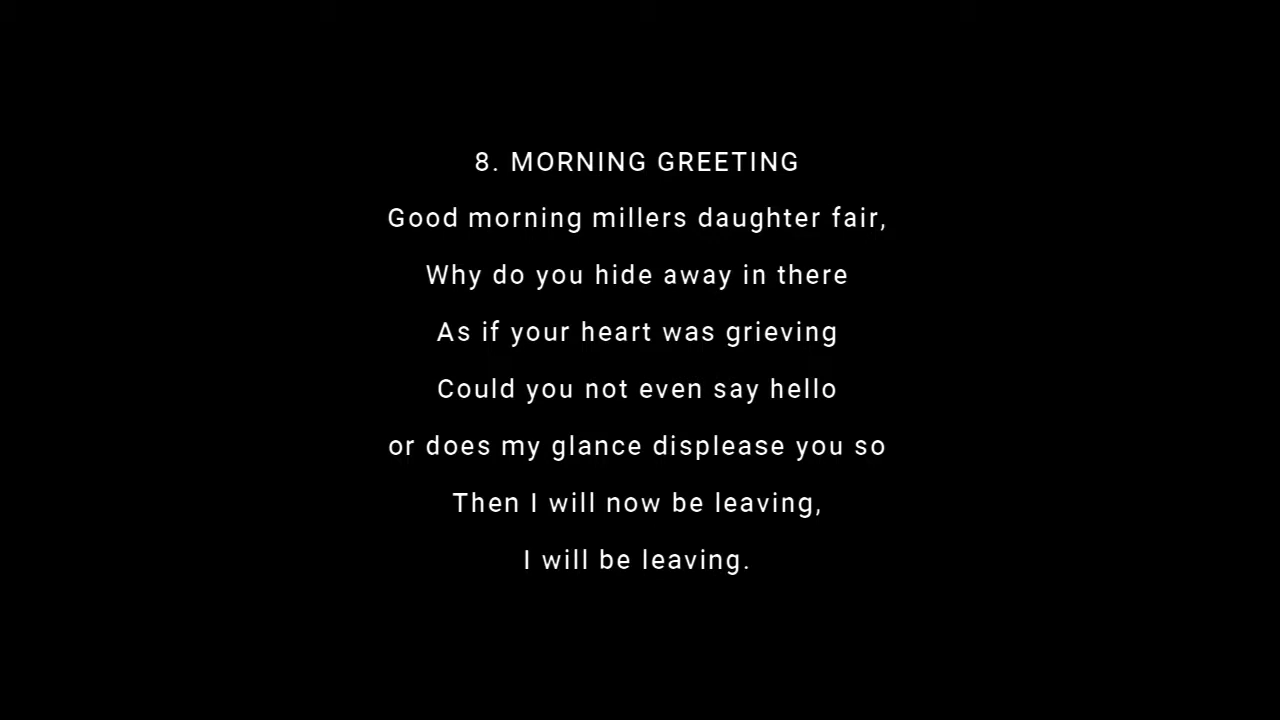 8. MORNING GREETING
Good morning millers daughter fair,
Why do you hide away in there
As if your heart was grieving
Could you not even say hello
or does my glance displease you so
Then I will now be leaving,
I will be leaving.